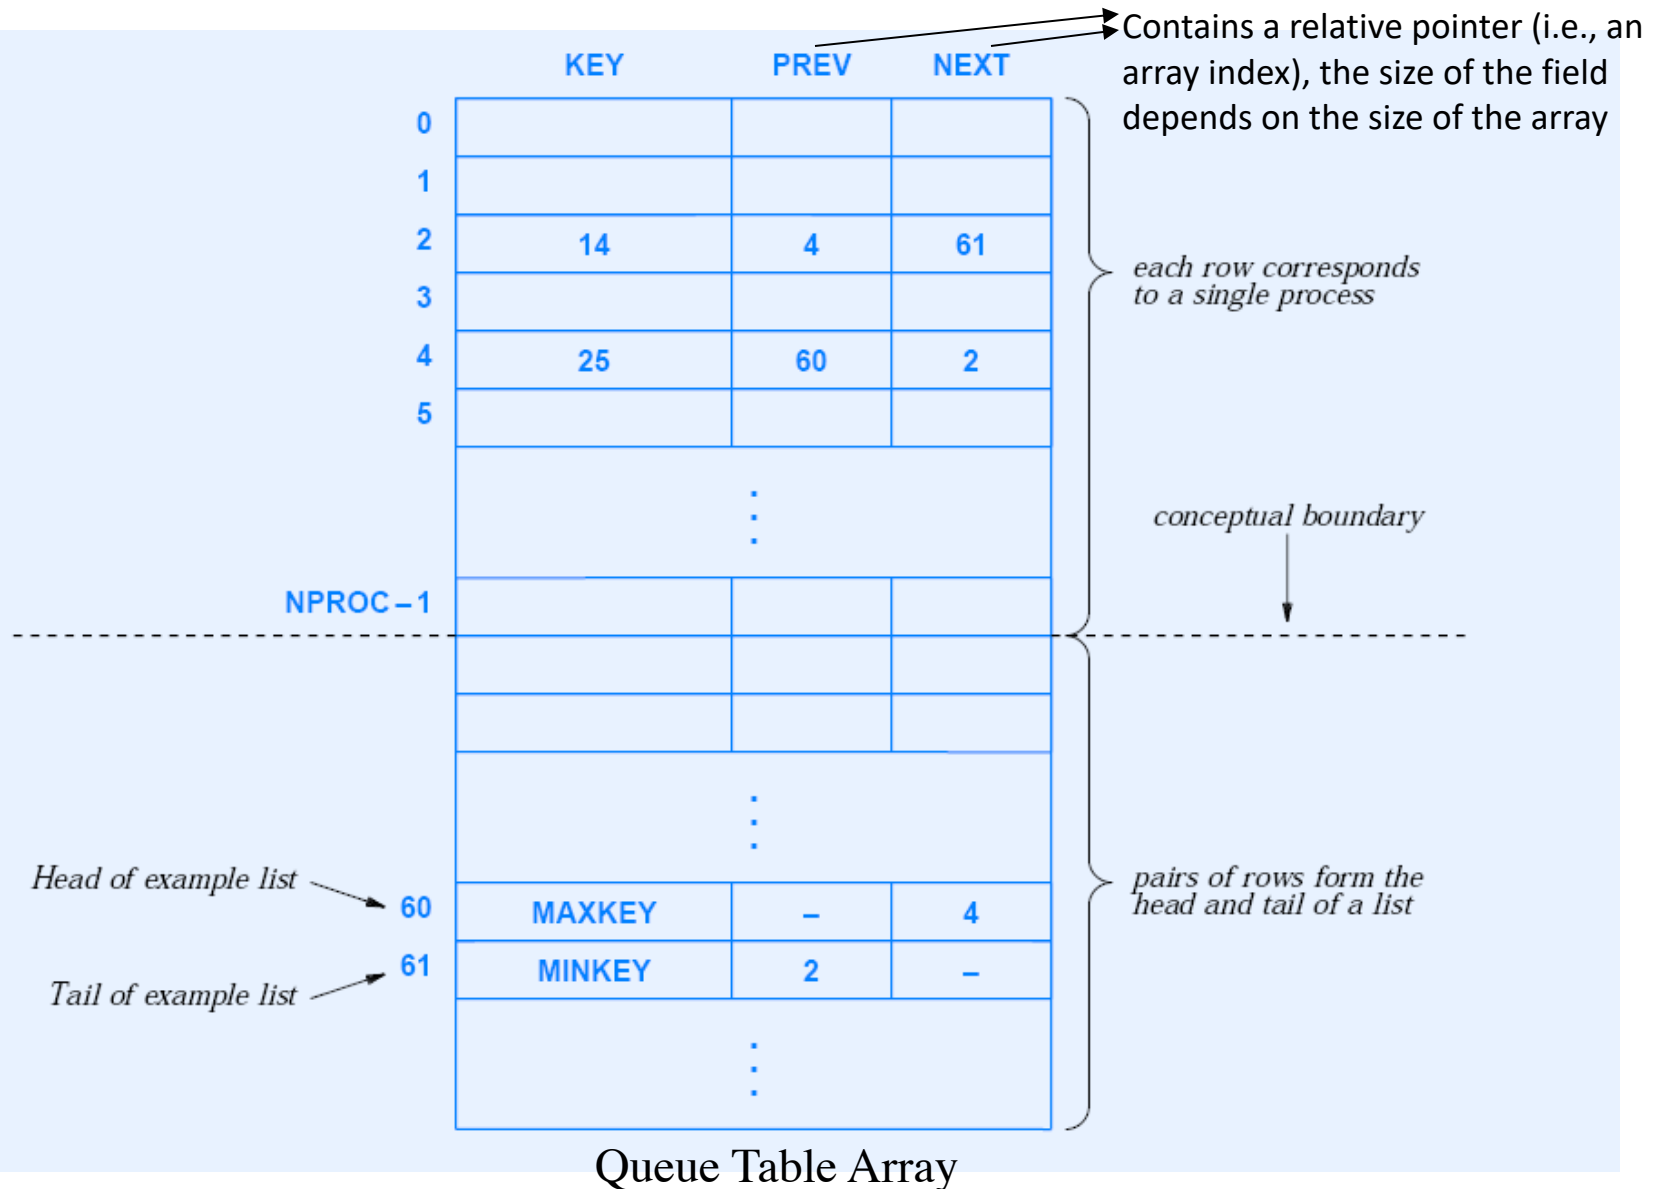 Contains a relative pointer (i.e., an
array index), the size of the field
depends on the size of the array
KEY PREV NEXT
0
1
2 14 4 61
3
4 25 60 2
5
each row corresponds
to a single process
conceptual boundary
NPROC – 1
Head of example list
60 MAXKEY – 4
61 MINKEY 2 –
Tail of example list
pairs of rows form the
head and tail of a list
Queue Table Array